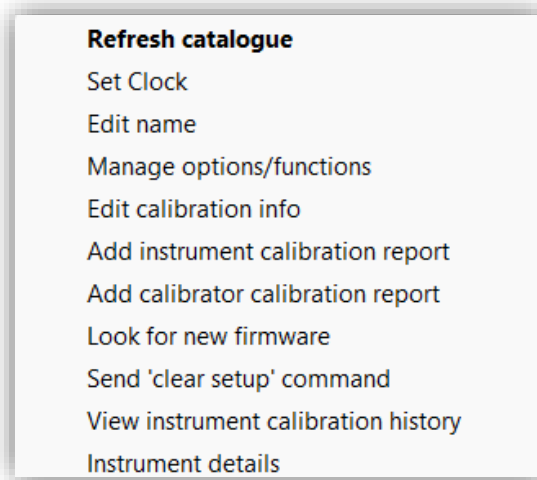 Refresh catalogue
Set Clock
Edit name
Manage options/functions
Edit calibration info
Add instrument calibration report
Add calibrator calibration report
Look for new firmware
Send 'clear setup' command
View instrument calibration history
Instrument details